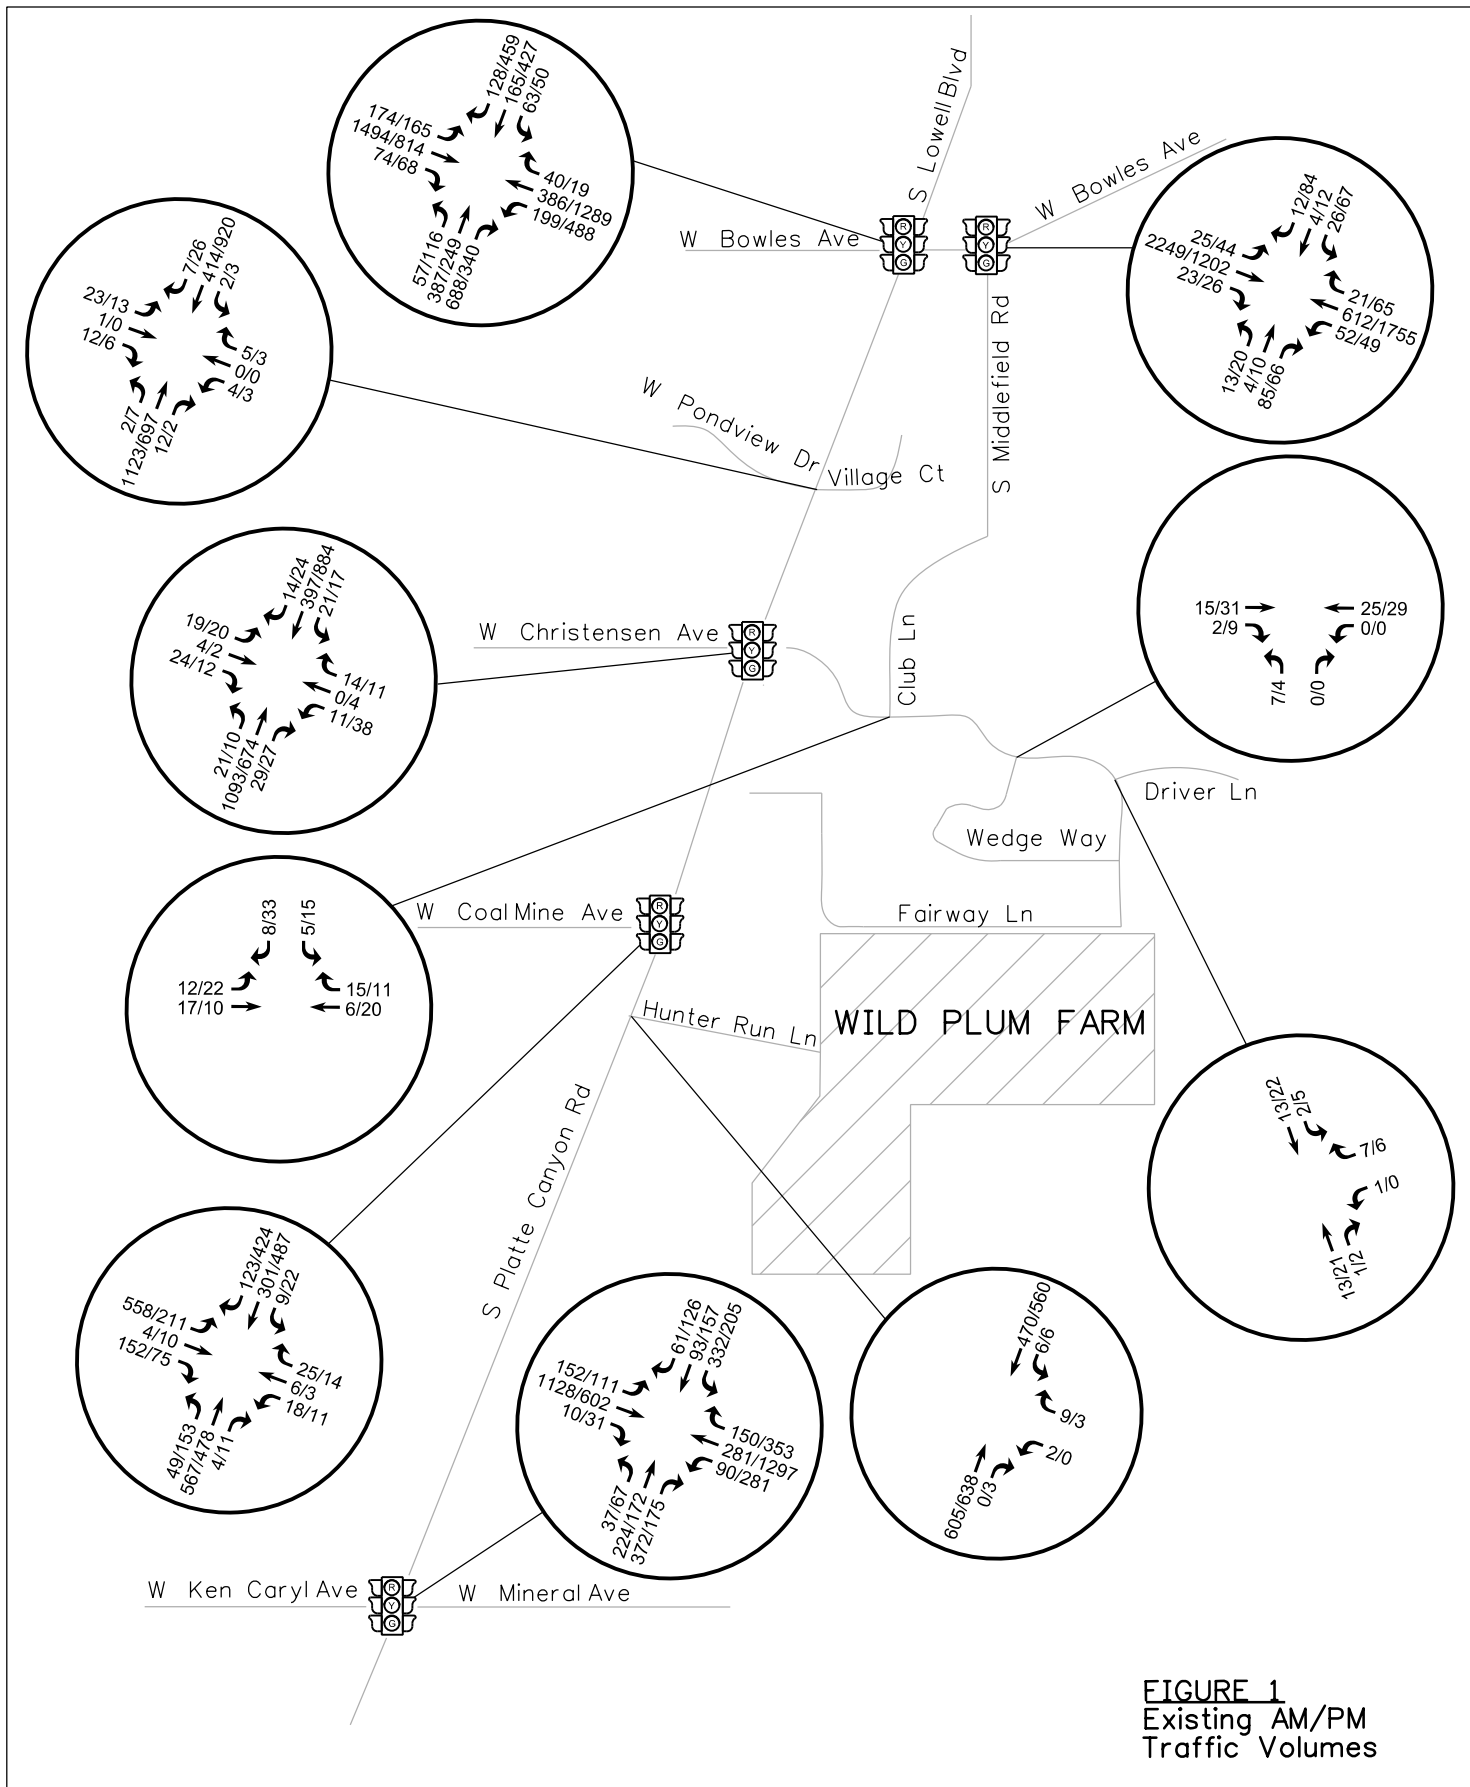 128/459
165/427
63/50
174/165
1494/814
74/68
40/19
386/1289
199/488
57/116
387/249
688/340
S Lowell Blvd
W Bowles Ave
W Bowles Ave
R
Y
G
R
Y
G
12/84
4/12
26/67
25/44
2249/1202
23/26
21/65
612/1755
52/49
13/20
4/10
85/66
7/26
414/920
2/3
23/13
1/0
12/6
5/3
0/0
4/3
2/7
1123/697
12/2
W Pondview Dr
Village Ct
S Middlefield Rd
14/24
397/884
21/17
19/20
4/2
24/12
14/11
0/4
11/38
21/10
1093/674
29/27
W Christensen Ave
R
Y
G
Club Ln
15/31
2/9
25/29
0/0
7/4
0/0
Driver Ln
Wedge Way
Fairway Ln
8/33
5/15
12/22
17/10
15/11
6/20
W Coal Mine Ave
R
Y
G
Hunter Run Ln
WILD PLUM FARM
S Platte Canyon Rd
13/22
2/5
7/6
1/0
13/21
1/2
123/424
301/487
9/22
558/211
4/10
152/75
25/14
6/3
18/11
49/153
567/478
4/11
61/126
93/157
332/205
152/111
1128/602
10/31
150/353
281/1297
90/281
37/67
224/172
372/175
470/560
6/6
9/3
2/0
605/638
0/3
W Ken Caryl Ave
R
Y
G
W Mineral Ave
FIGURE 1
Existing AM/PM
Traffic Volumes